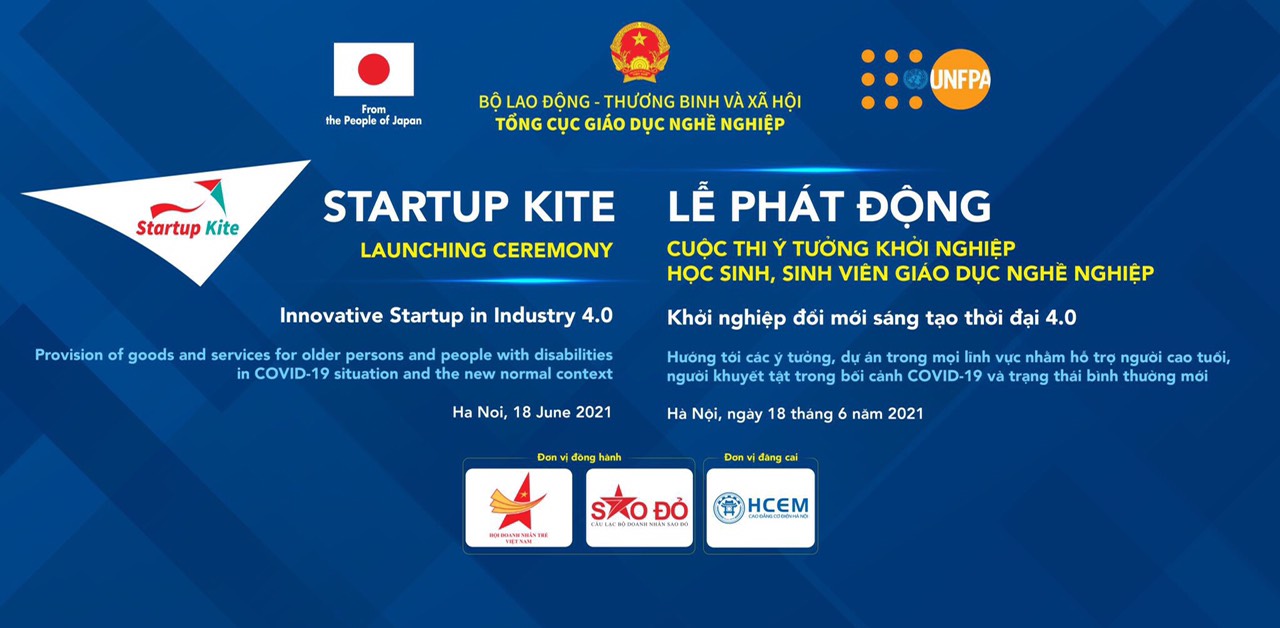 From
the People of Japan
BỘ LAO ĐỘNG - THƯƠNG BINH VÀ XÃ HỘI
TỔNG CỤC GIÁO DỤC NGHỀ NGHIỆP
UNFPA
Startup Kite
STARTUP KITE
LAUNCHING CEREMONY
Innovative Startup in Industry 4.0
Provision of goods and services for older persons and people with disabilities
in COVID-19 situation and the new normal context
Ha Noi, 18 June 2021
LỄ PHÁT ĐỘNG
CUỘC THI Ý TƯỞNG KHỞI NGHIỆP
HỌC SINH, SINH VIÊN GIÁO DỤC NGHỀ NGHIỆP
Khởi nghiệp đổi mới sáng tạo thời đại 4.0
Hướng tới các ý tưởng, dự án trong mọi lĩnh vực nhằm hỗ trợ người cao tuổi,
người khuyết tật trong bối cảnh COVID-19 và trạng thái bình thường mới
Hà Nội, ngày 18 tháng 6 năm 2021
Đơn vị đồng hành
HỘI DOANH NHÂN TRẺ
VIỆT NAM
SAO ĐỎ
CÂU LẠC BỘ DOANH NHÂN SAO ĐỎ
Đơn vị đăng cai
HCEM
CAO ĐẲNG CƠ ĐIỆN HÀ NỘI